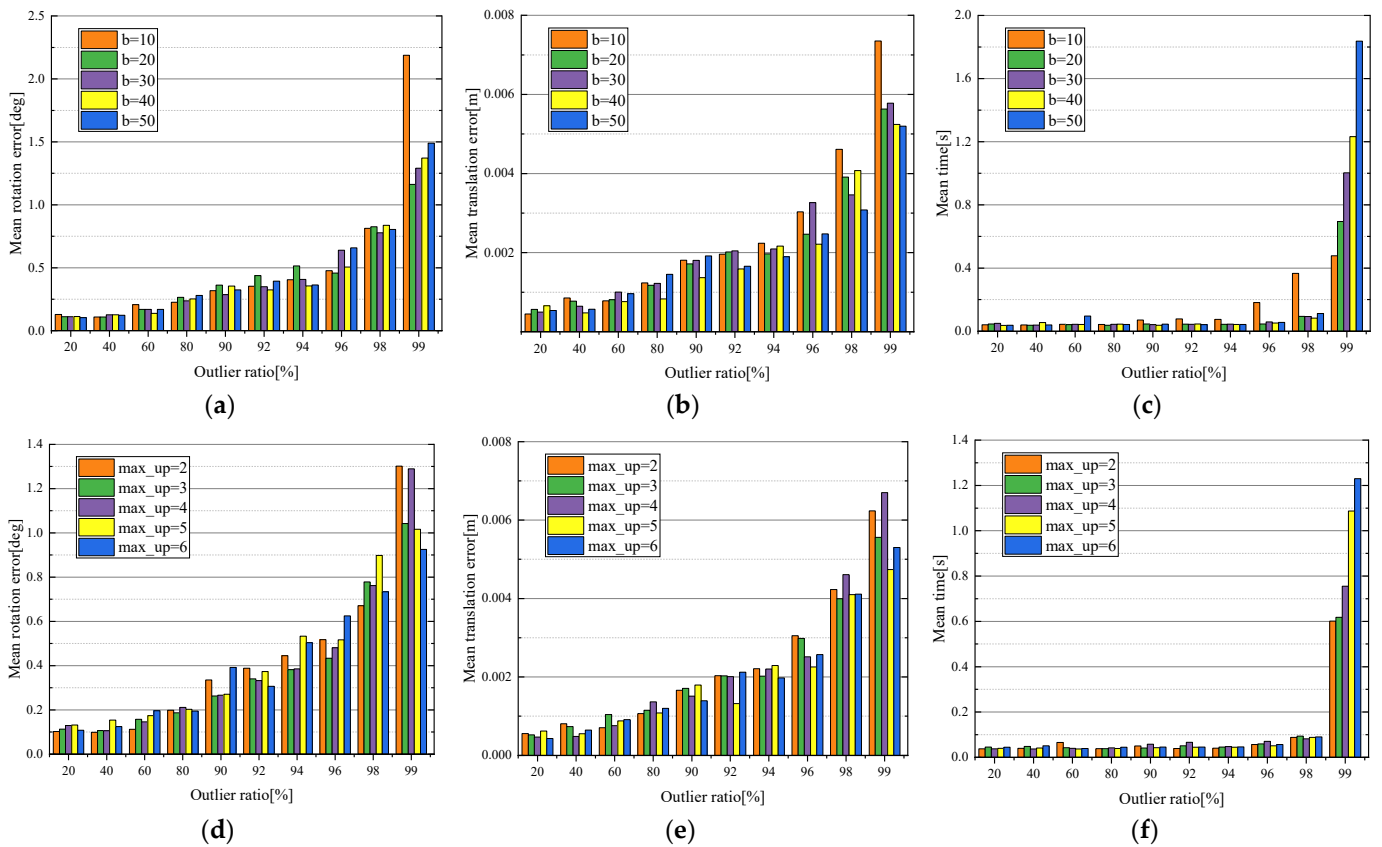 2.5
2.0
1.5
1.0
0.5
0.0
Mean rotation error[deg]
b=10
b=20
b=30
b=40
b=50
20 40 60 80 90 92 94 96 98 99
Outlier ratio[%]
(a)
0.008
0.006
0.004
0.002
Mean translation error[m]
b=10
b=20
b=30
b=40
b=50
20 40 60 80 90 92 94 96 98 99
Outlier ratio[%]
(b)
2.0
1.6
1.2
0.8
0.4
0.0
Mean time[s]
b=10
b=20
b=30
b=40
b=50
20 40 60 80 90 92 94 96 98 99
Outlier ratio[%]
(c)
1.4
1.2
1.0
0.8
0.6
0.4
0.2
0.0
Mean rotation error[deg]
max_up=2
max_up=3
max_up=4
max_up=5
max_up=6
20 40 60 80 90 92 94 96 98 99
Outlier ratio[%]
(d)
0.008
0.006
0.004
0.002
0.000
Mean translation error[m]
max_up=2
max_up=3
max_up=4
max_up=5
max_up=6
20 40 60 80 90 92 94 96 98 99
Outlier ratio[%]
(e)
1.4
1.2
1.0
0.8
0.6
0.4
0.2
0.0
Mean time[s]
max_up=2
max_up=3
max_up=4
max_up=5
max_up=6
20 40 60 80 90 92 94 96 98 99
Outlier ratio[%]
(f)